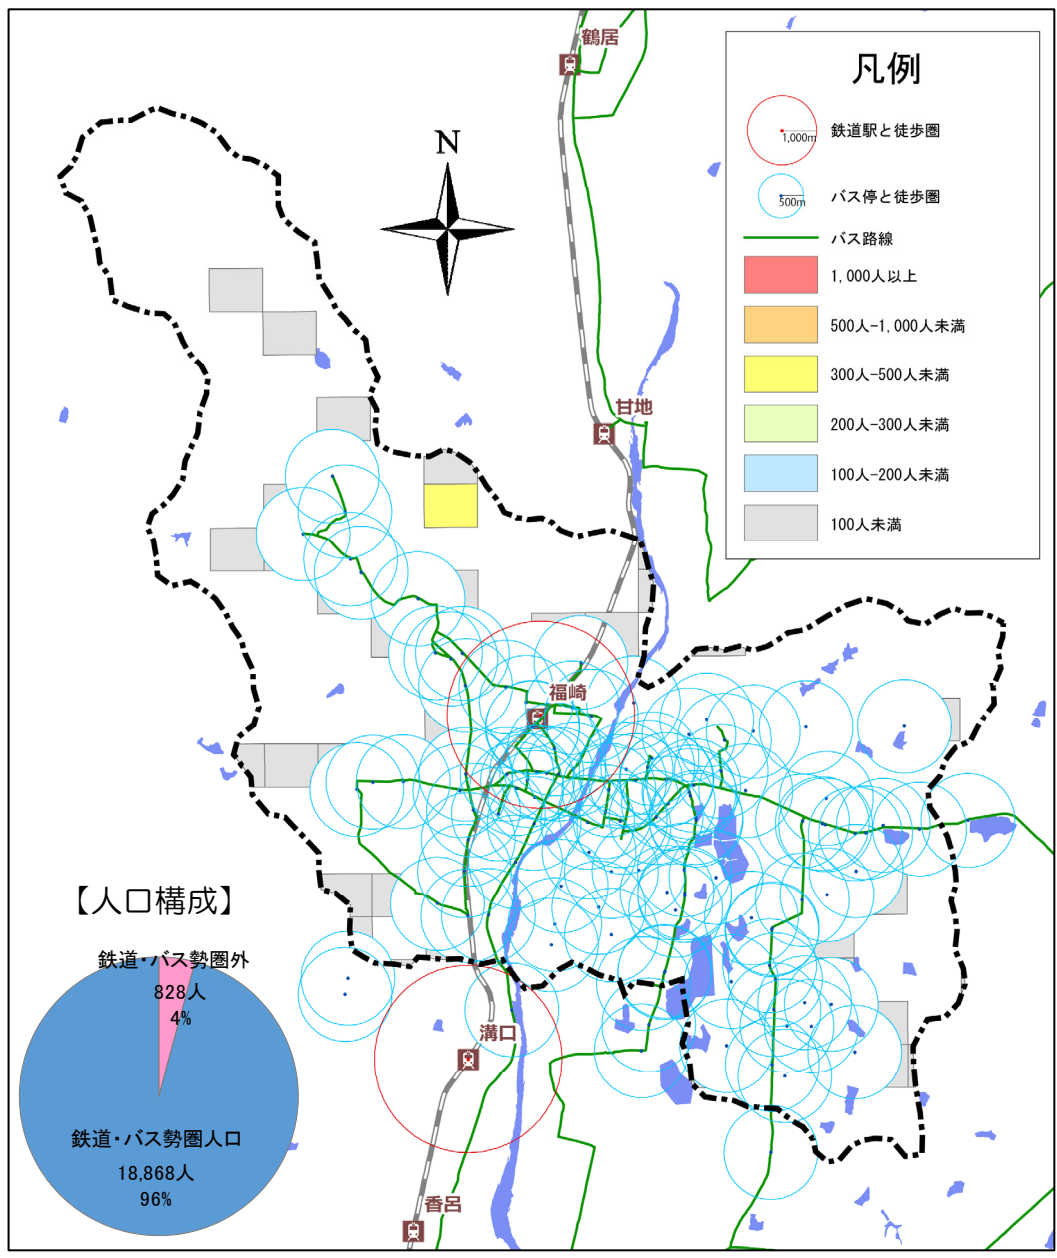 鶴居
N
凡例
1,000m
鉄道駅と徒歩圏
500m
バス停と徒歩圏
バス路線
1,000人以上
500人-1,000人未満
300人-500人未満
200人-300人未満
100人-200人未満
100人未満
甘地
福崎
溝口
香呂
【人口構成】
鉄道・バス勢圏外
828人
4%
鉄道・バス勢圏人口
18,868人
96%